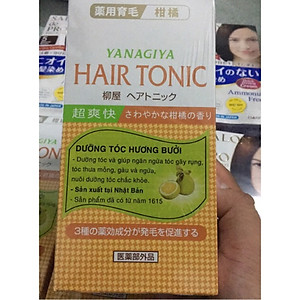 薬用育毛 柑橘
YANAGIYA
HAIR TONIC
柳屋 ヘアトニック
超爽快 さわやかな柑橘の香り
DƯỠNG TÓC HƯƠNG BƯỞI
- Dưỡng tóc và giúp ngăn ngừa tóc gãy rụng,
tóc thưa mỏng, gàu và ngứa,
nuôi dưỡng tóc chắc khỏe.
- Sản xuất tại Nhật Bản
- Sản phẩm đã có từ năm 1615
3種の薬効成分が発毛を促進する
医薬部外品